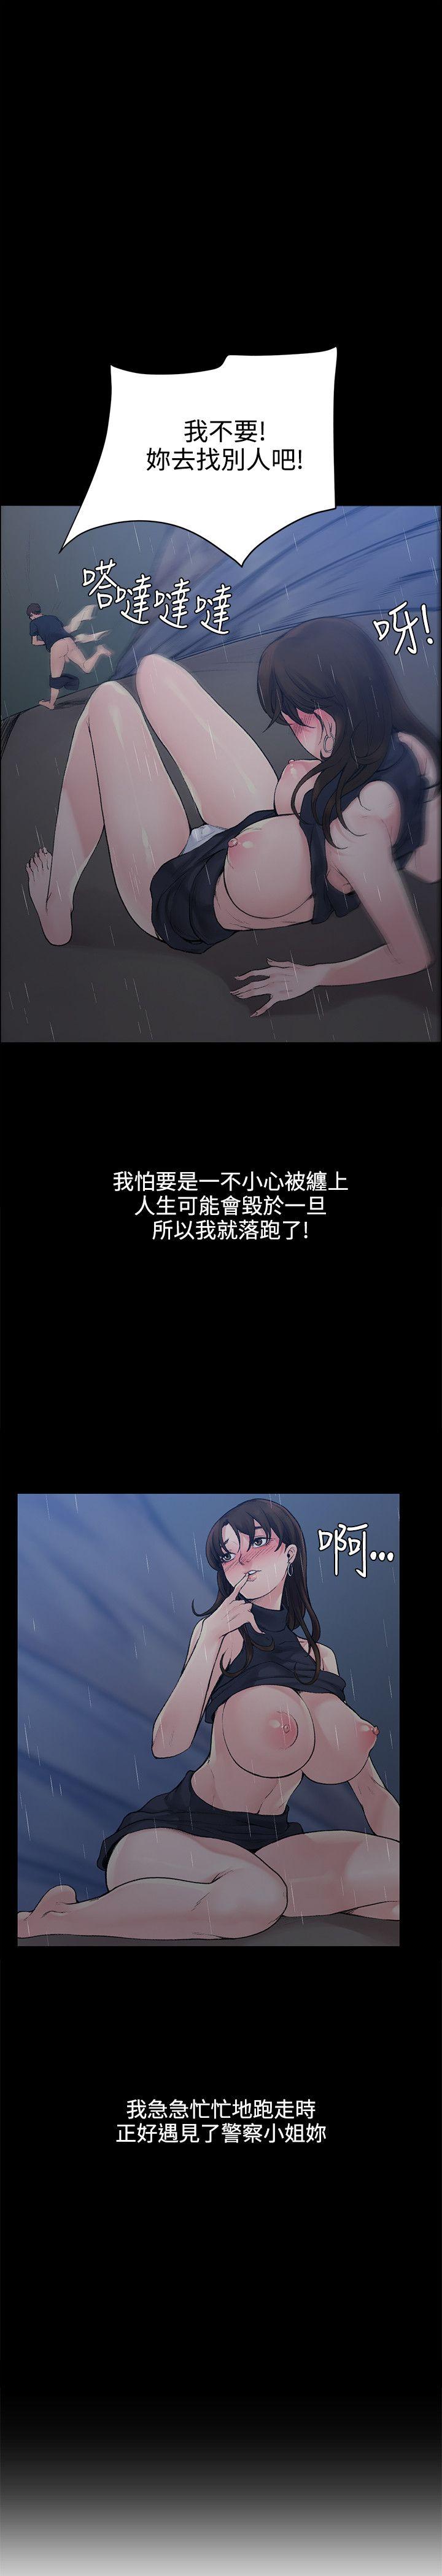 我不要!
妳去找別人吧!
嗒噠噠噠
呀!
我怕要是一不小心被纏上
人生可能會毀於一旦
所以我就落跑了!
啊...
我急急忙忙地跑走時
正好遇見了警察小姐妳